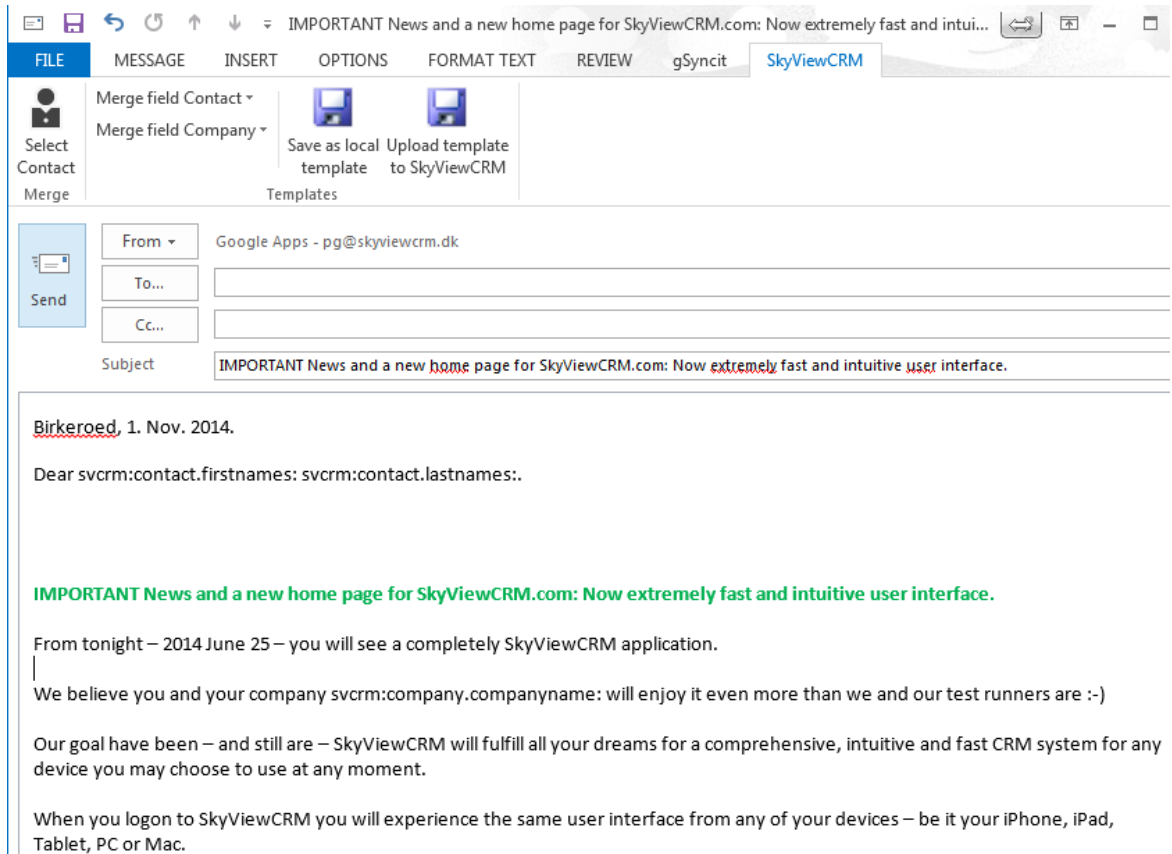 IMPORTANT News and a new home page for SkyViewCRM.com: Now extremely fast and intui...
FILE MESSAGE INSERT OPTIONS FORMAT TEXT REVIEW gSyncit SkyViewCRM
Merge field Contact
Merge field Company
Select Contact
Save as local template
Upload template to SkyViewCRM
Merge
Templates
Send
From Google Apps - pg@skyviewcrm.dk
To...
Cc...
Subject IMPORTANT News and a new home page for SkyViewCRM.com: Now extremely fast and intuitive user interface.
Birkeroed, 1. Nov. 2014.
Dear svcrm:contact.firstnames: svcrm:contact.lastnames:.
IMPORTANT News and a new home page for SkyViewCRM.com: Now extremely fast and intuitive user interface.
From tonight – 2014 June 25 – you will see a completely SkyViewCRM application.
We believe you and your company svcrm:company.companyname: will enjoy it even more than we and our test runners are :-)
Our goal have been – and still are – SkyViewCRM will fulfill all your dreams for a comprehensive, intuitive and fast CRM system for any
device you may choose to use at any moment.
When you logon to SkyViewCRM you will experience the same user interface from any of your devices – be it your iPhone, iPad,
Tablet, PC or Mac.